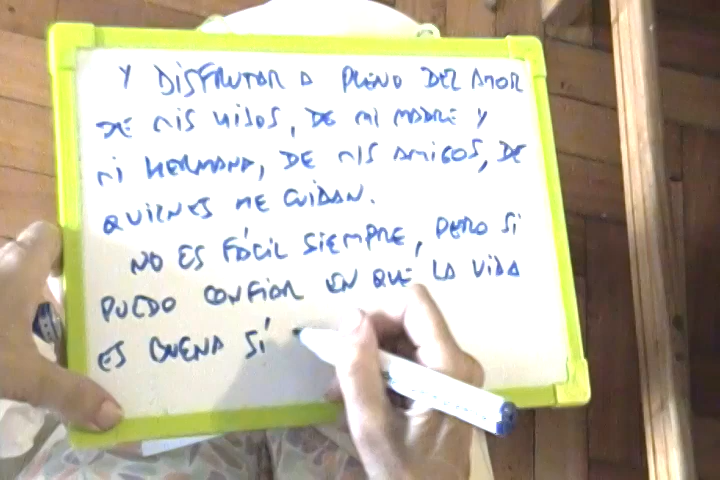 Y DISFRUTAR A PLENO DEL AMOR
DE MIS HIJOS, DE MI MADRE Y
MI HERMANA, DE MIS AMIGOS, DE
QUIENES ME CUIDAN.
NO ES FÁCIL SIEMPRE, PERO SI
PUEDO CONFIAR EN QUE LA VIDA
ES BUENA SÍ